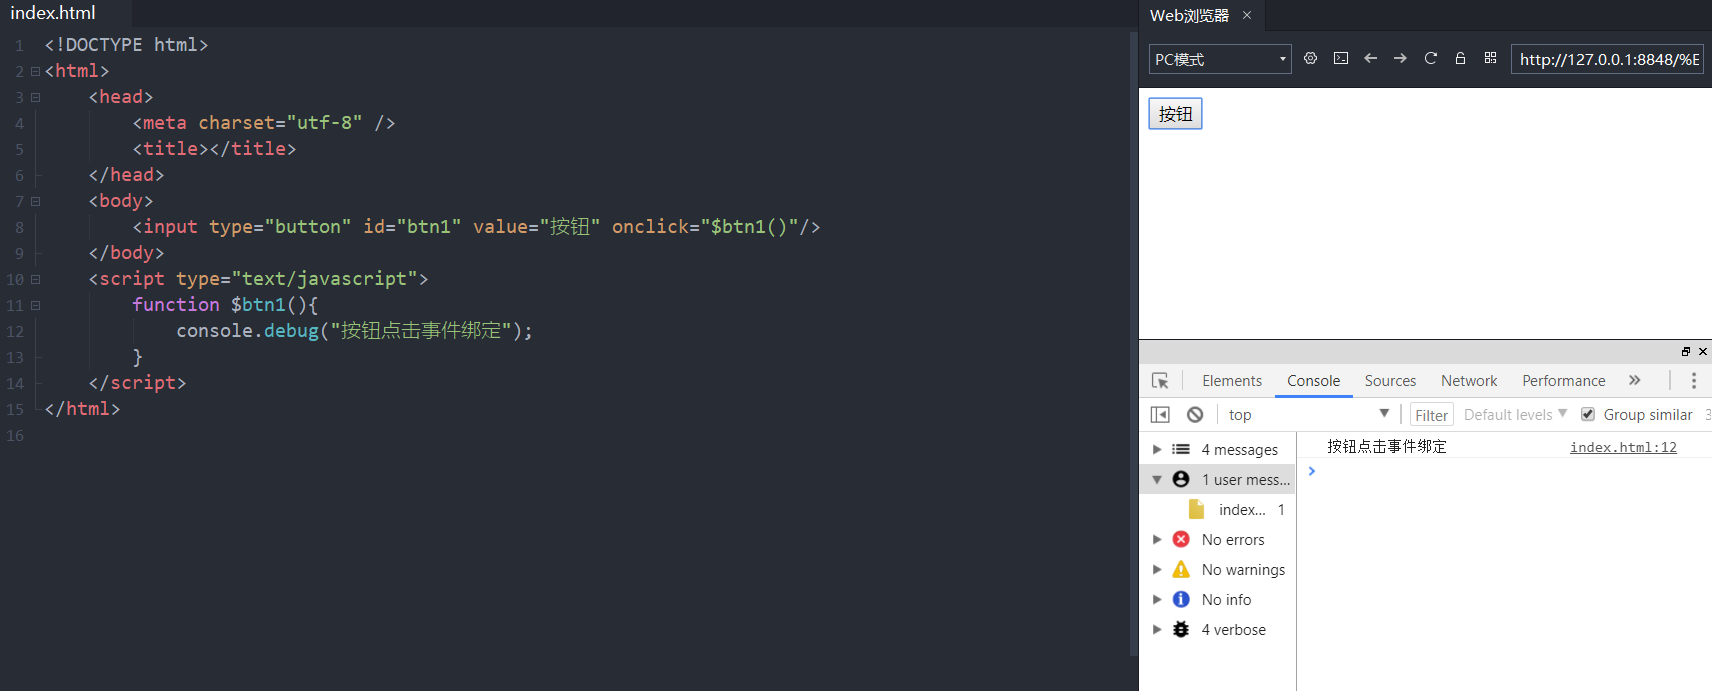 index.html
1 <!DOCTYPE html>
2 <html>
3 <head>
4 <meta charset="utf-8" />
5 <title></title>
6 </head>
7 <body>
8 <input type="button" id="btn1" value="按钮" onclick="$btn1()"/>
9 </body>
10 <script type="text/javascript">
11 function $btn1(){
12 console.debug("按钮点击事件绑定");
13 }
14 </script>
15 </html>
16
Web浏览器
PC模式 http://127.0.0.1:8848/%E
按钮
Elements Console Sources Network Performance
top Filter Default levels Group similar 3
4 messages
1 user mess...
index... 1
No errors
No warnings
No info
4 verbose
按钮点击事件绑定 index.html:12